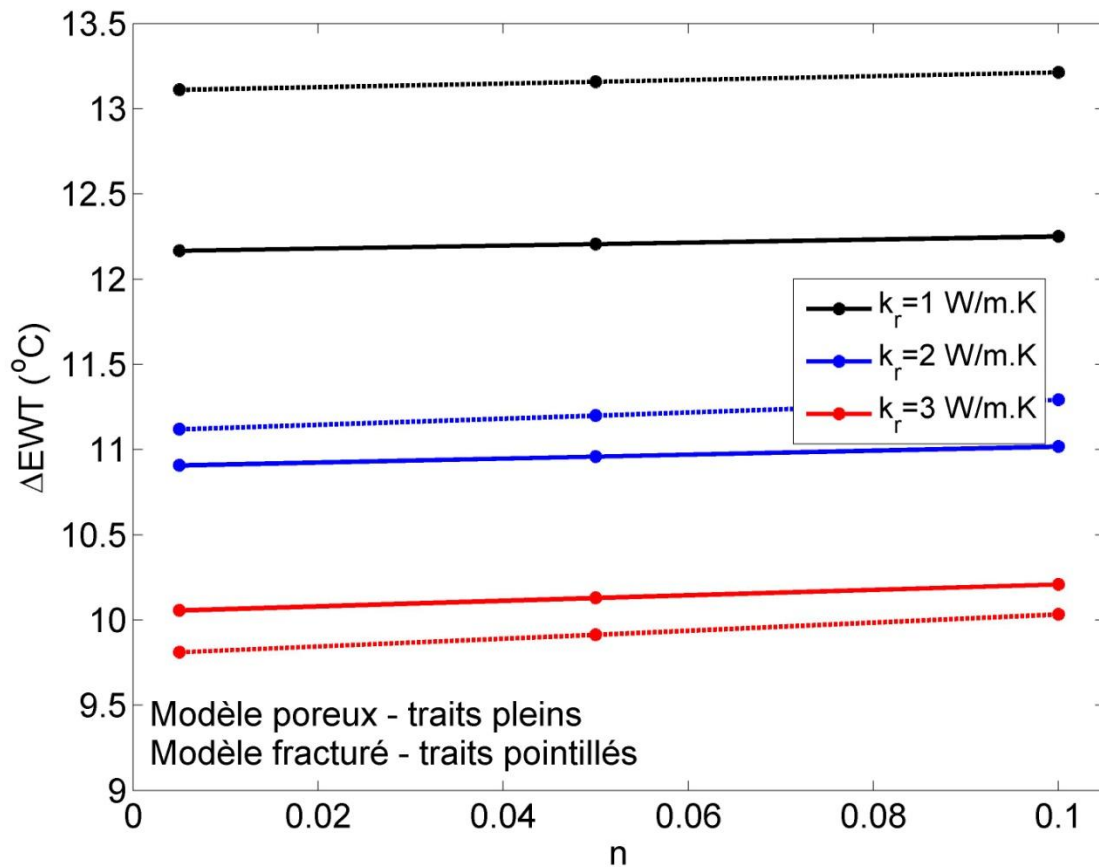 13.5
13
12.5
12
11.5
11
10.5
10
9.5
9
ΔEWT (°C)
k_r=1 W/m.K
k_r=2 W/m.K
k_r=3 W/m.K
Modèle poreux - traits pleins
Modèle fracturé - traits pointillés
0 0.02 0.04 0.06 0.08 0.1
n